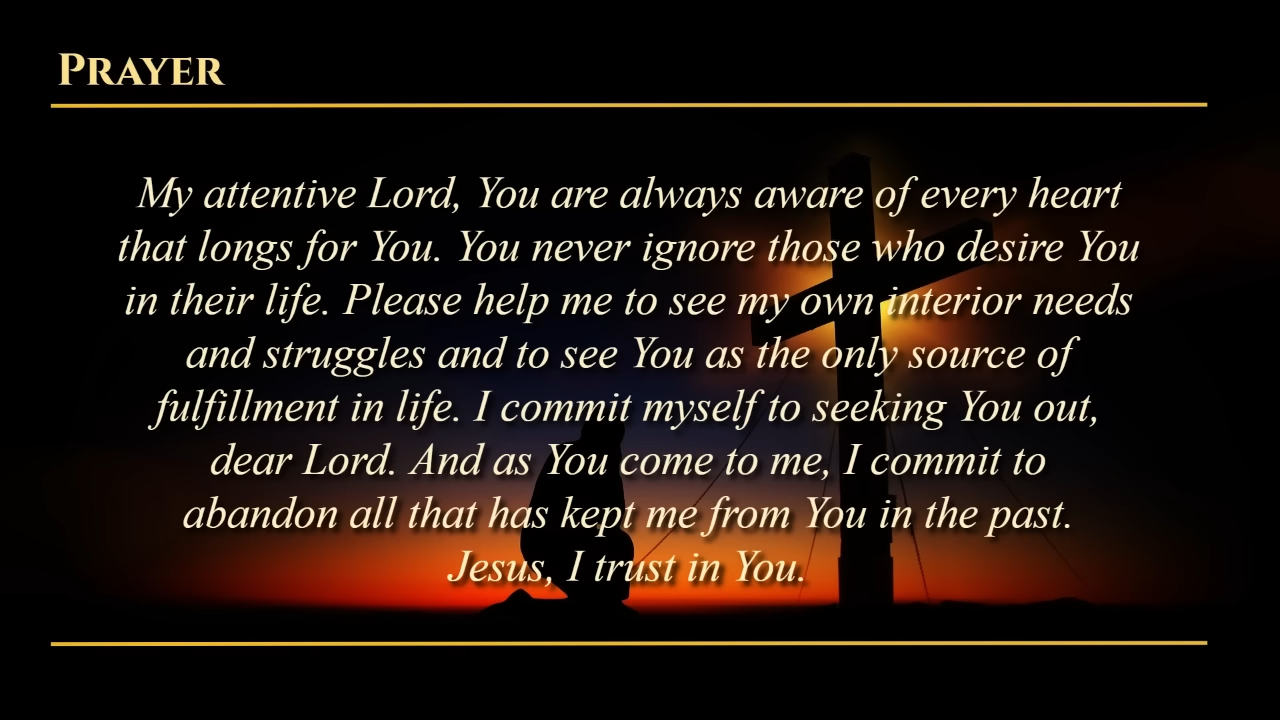 PRAYER
My attentive Lord, You are always aware of every heart
that longs for You. You never ignore those who desire You
in their life. Please help me to see my own interior needs
and struggles and to see You as the only source of
fulfillment in life. I commit myself to seeking You out,
dear Lord. And as You come to me, I commit to
abandon all that has kept me from You in the past.
Jesus, I trust in You.